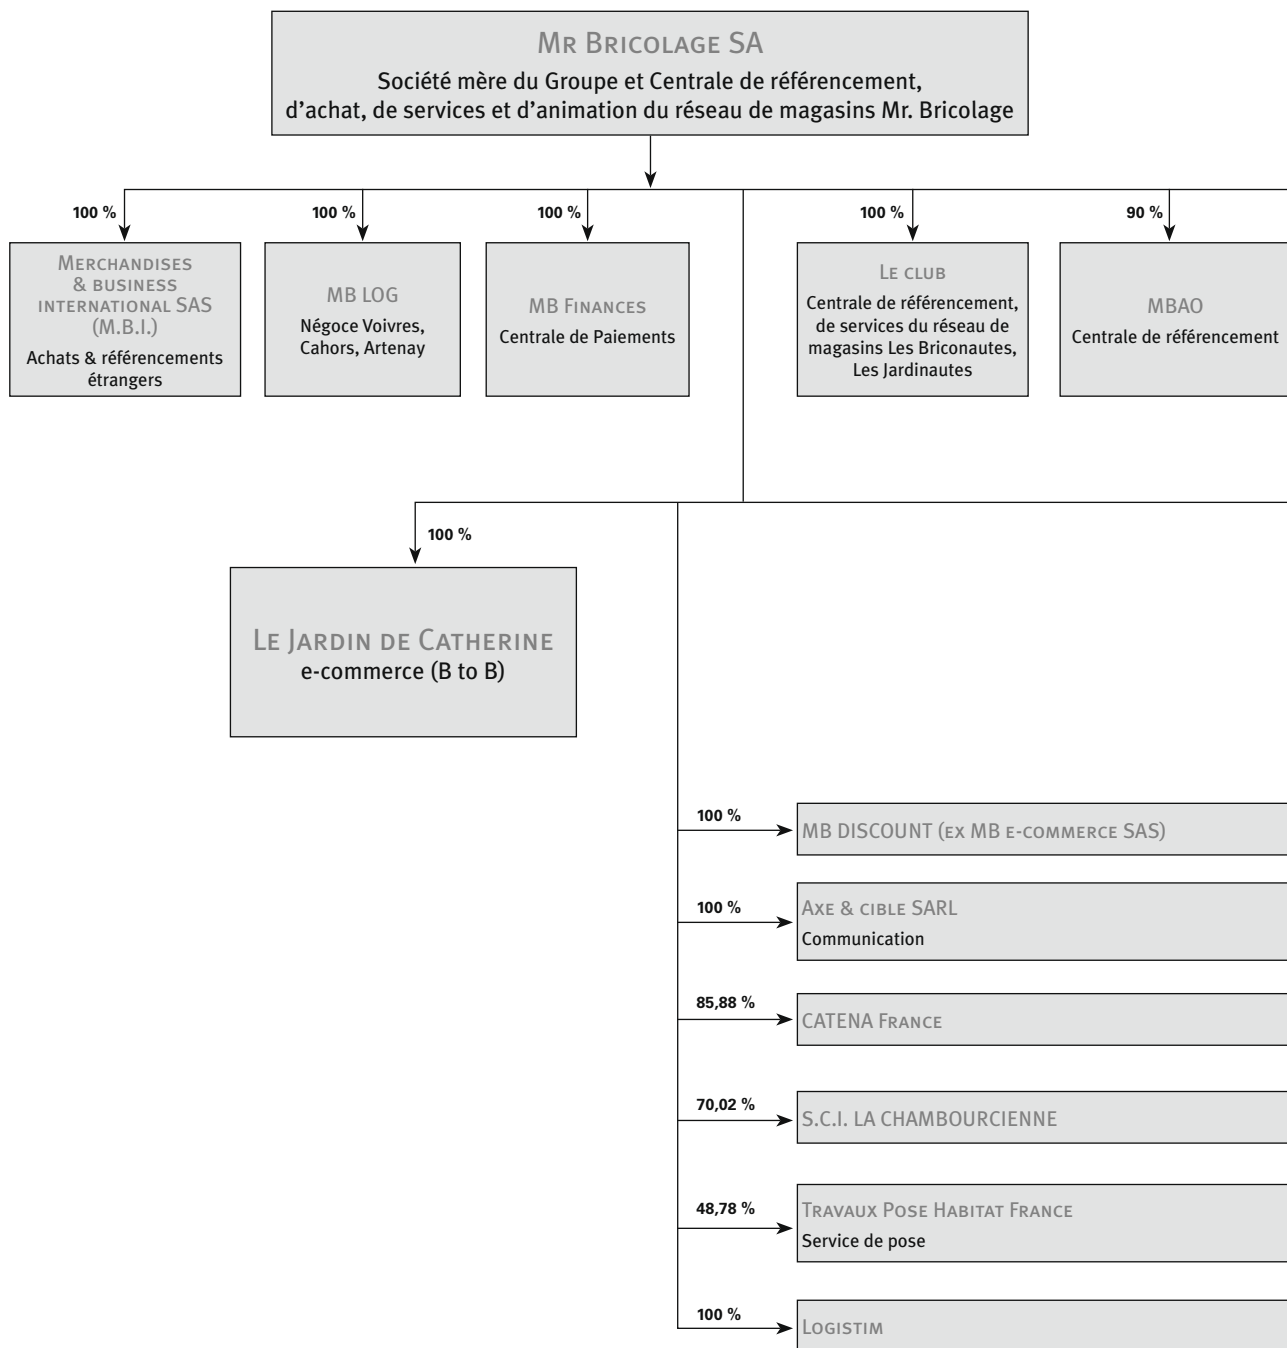 Mr Bricolage SA
Société mère du Groupe et Centrale de référencement,
d'achat, de services et d'animation du réseau de magasins Mr. Bricolage
100 %
100 %
100 %
100 %
90 %
Merchandises
& business
international SAS
(M.B.I.)
Achats & référencements
étrangers
MB LOG
Négoce Voivres,
Cahors, Artenay
MB Finances
Centrale de Paiements
Le club
Centrale de référencement,
de services du réseau de
magasins Les Briconautes,
Les Jardinautes
MBAO
Centrale de référencement
100 %
Le Jardin de Catherine
e-commerce (B to B)
100 %
MB DISCOUNT (ex MB e-commerce SAS)
100 %
Axe & cible SARL
Communication
85,88 %
CATENA France
70,02 %
S.C.I. LA CHAMBOURCIENNE
48,78 %
Travaux Pose Habitat France
Service de pose
100 %
Logistim